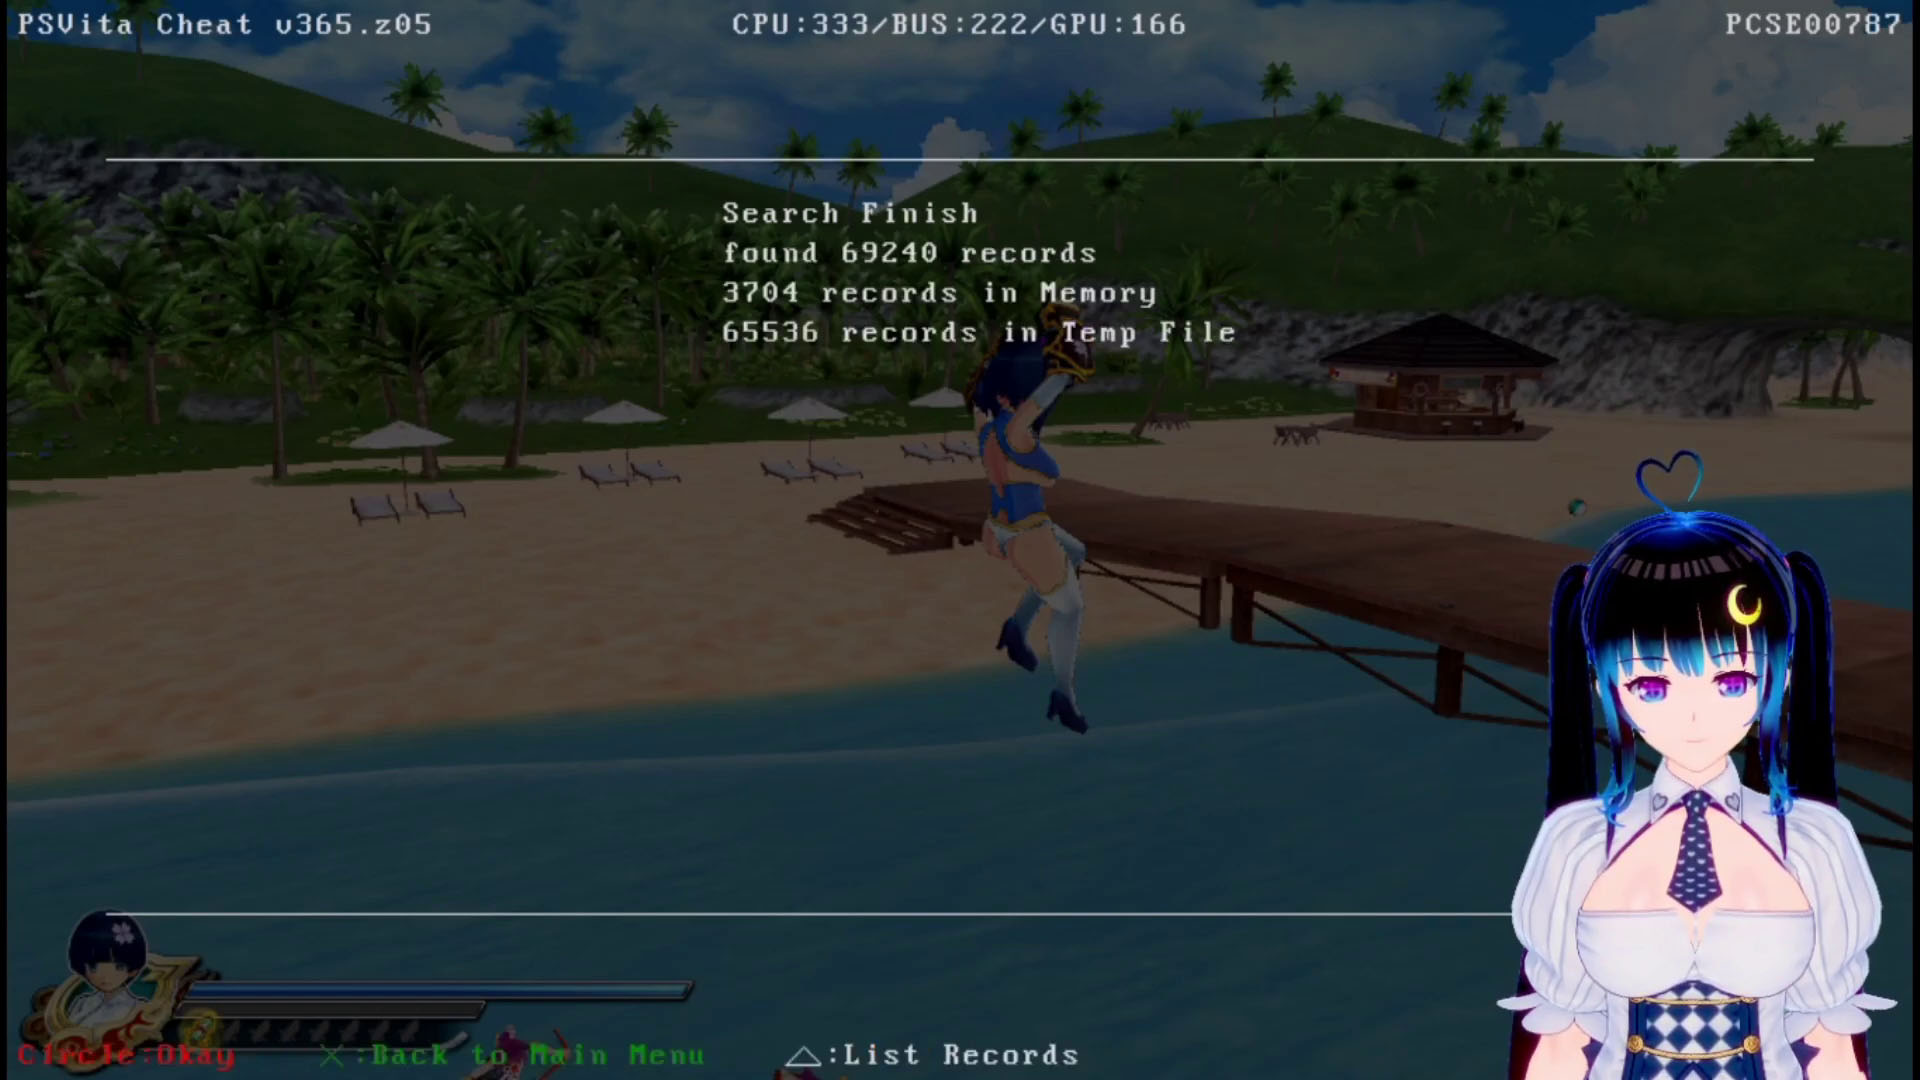 PSVita Cheat v365.z05
CPU:333/BUS:222/GPU:166
PCSE00787
Search Finish
found 69240 records
3704 records in Memory
65536 records in Temp File
Circle:Okay
X:Back to Main Menu
△:List Records